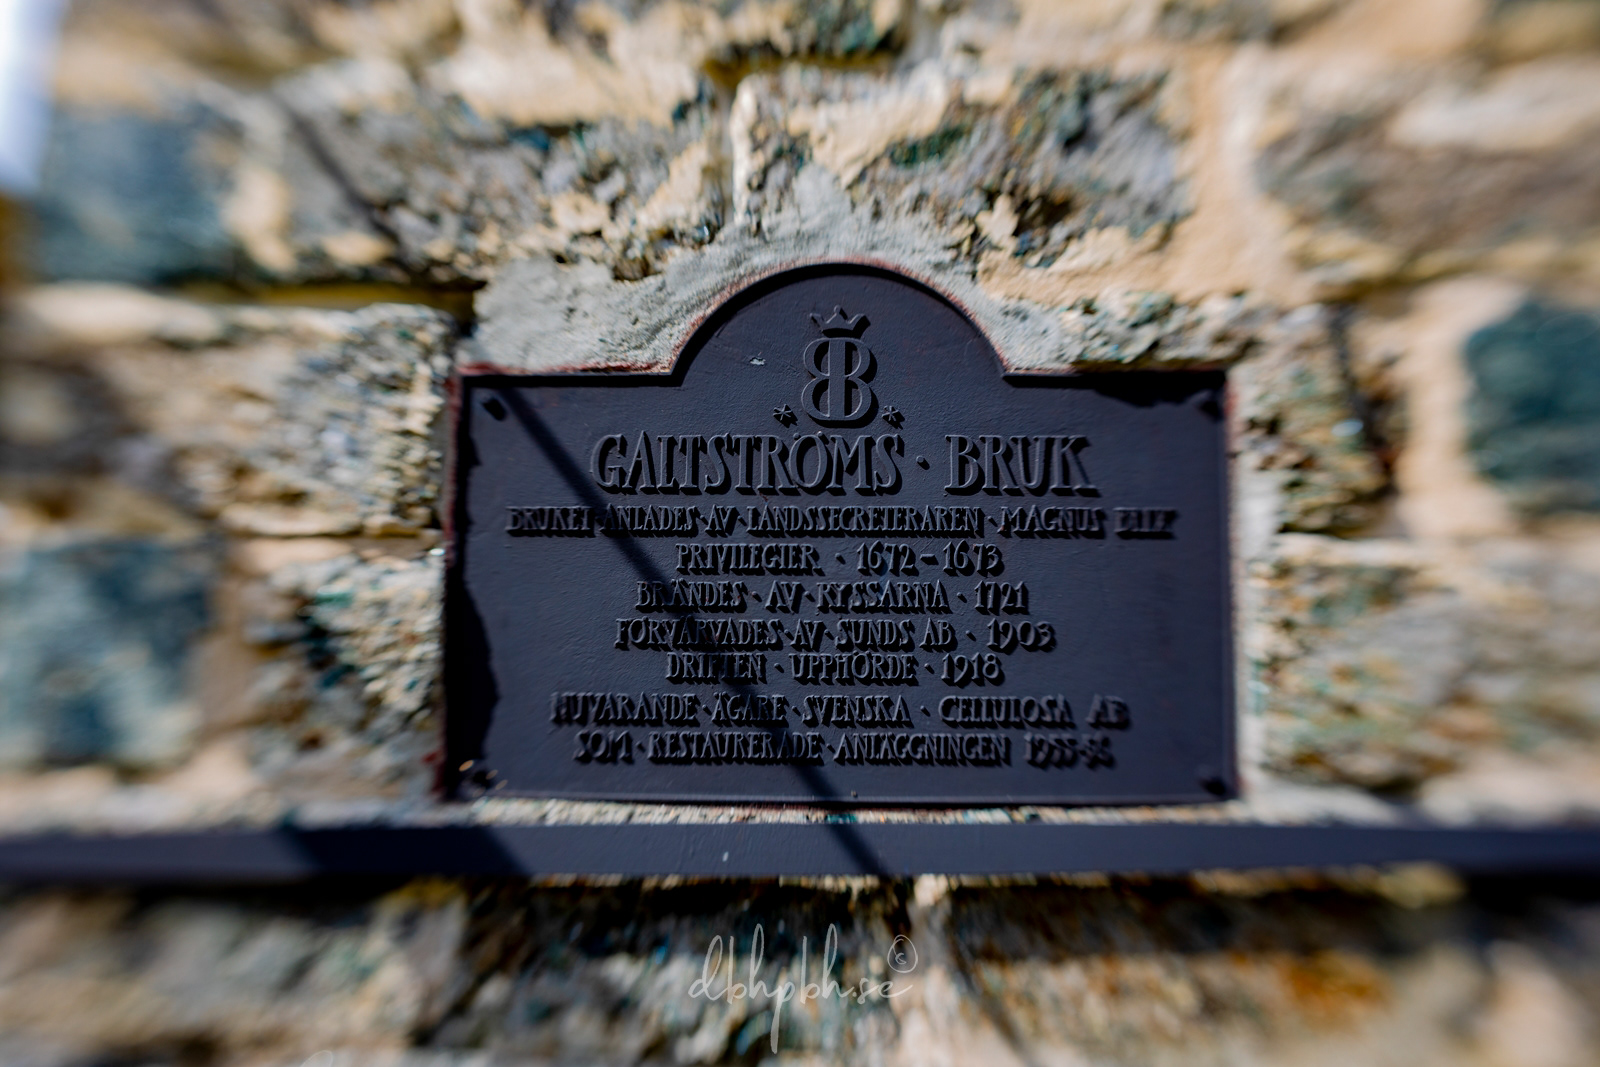 GALTSTRÖMS · BRUK
BRUKET · ANLADES · AV · LANDSSECRETERAREN · MAGNUS
PRIVILEGIER · 1672-1673
BRÄNDES · AV · RYSSARNA · 1721
FÖRVÄRVADES · AV · SUNDS AB · 1903
DRIFTEN · UPPHÖRDE · 1918
NUVARANDE · ÄGARE · SVENSKA · CELLULOSA AB
SOM · RESTAURERADE · ANLÄGGNINGEN
dbhpbh.se